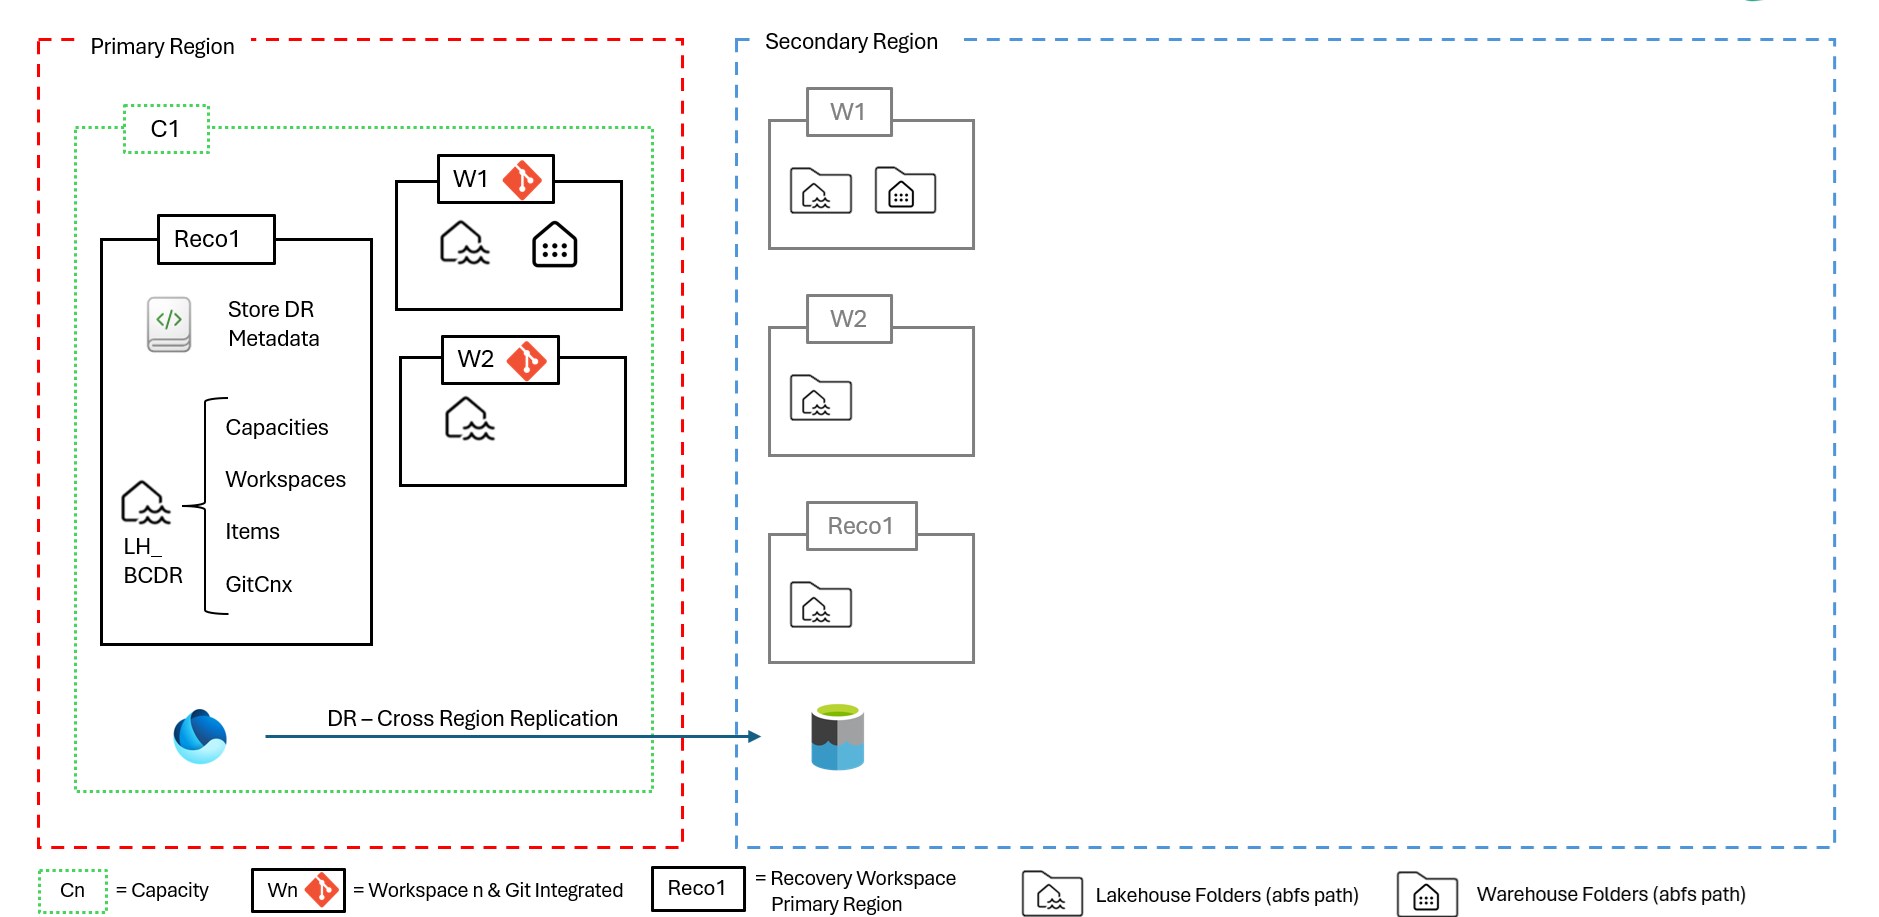 Primary Region
Secondary Region
C1
W1
Reco1
Store DR
Metadata
W2
Capacities
Workspaces
Items
GitCnx
LH_
BCDR
DR – Cross Region Replication
W1
W2
Reco1
Cn
= Capacity
Wn
= Workspace n & Git Integrated
Reco1
= Recovery Workspace
Primary Region
Lakehouse Folders (abfs path)
Warehouse Folders (abfs path)